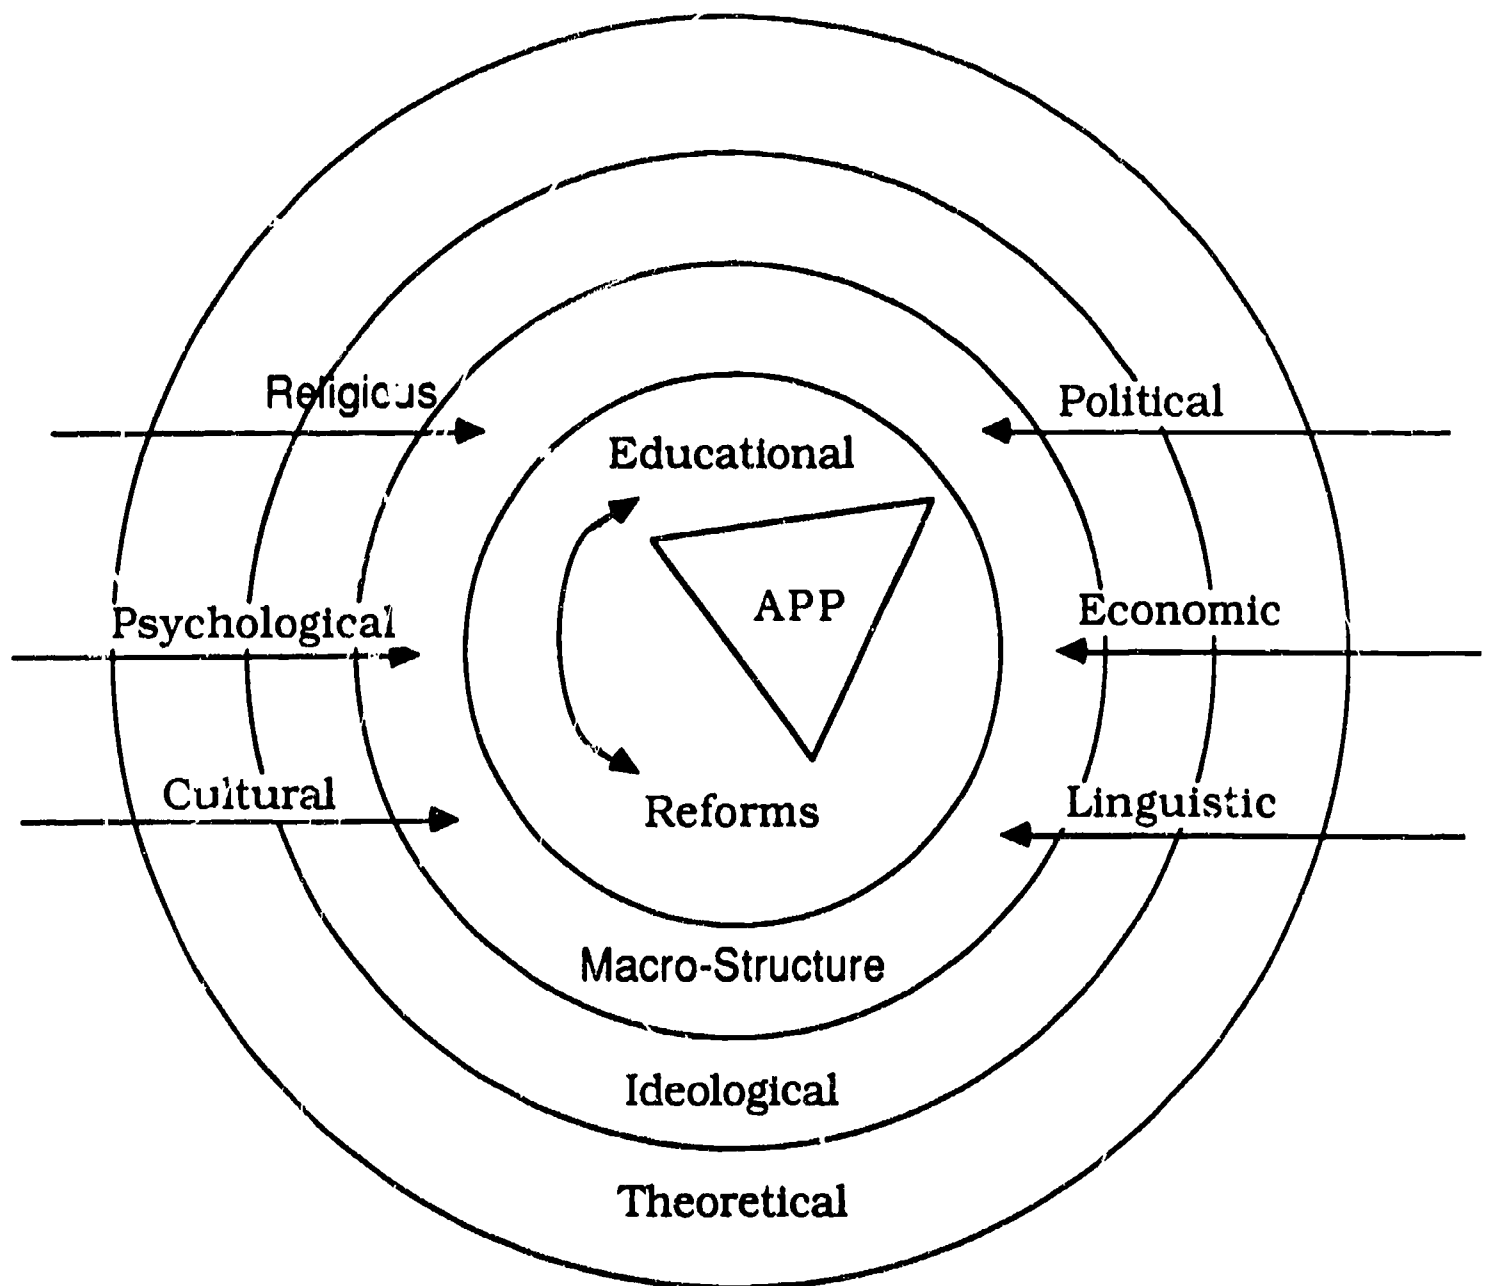 Religious
Political
Educational
APP
Psychological
Economic
Cultural
Linguistic
Reforms
Macro-Structure
Ideological
Theoretical